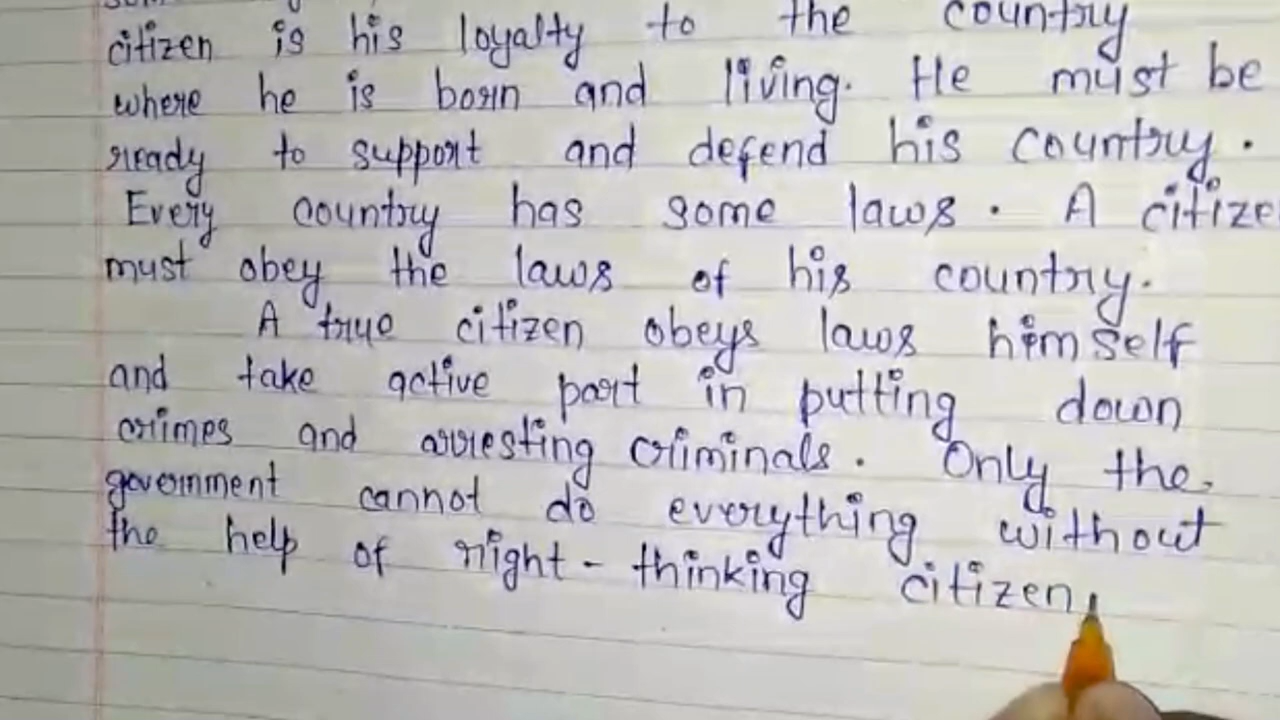 citizen is his loyalty to the country
where he is born and living. He must be
ready to support and defend his country.
Every country has some laws. A citize
must obey the laws of his country.
A true citizen obeys laws himself
and take active part in putting down
crimes and arresting criminals. Only the
government cannot do everything without
the help of right-thinking citizen